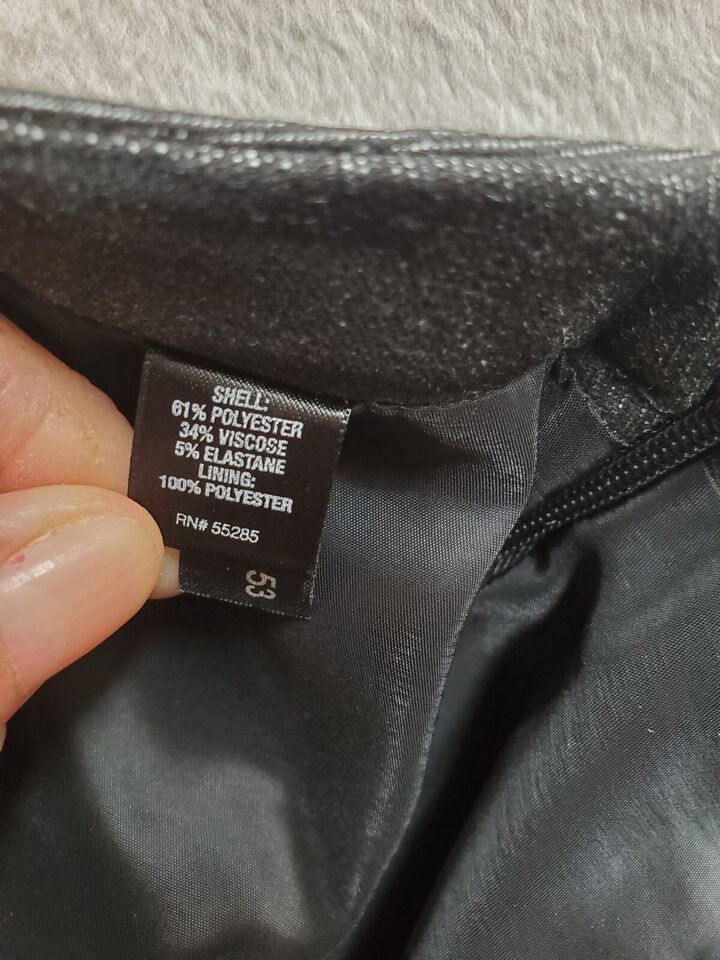 SHELL:
61% POLYESTER
34% VISCOSE
5% ELASTANE
LINING:
100% POLYESTER
RN# 55285
53